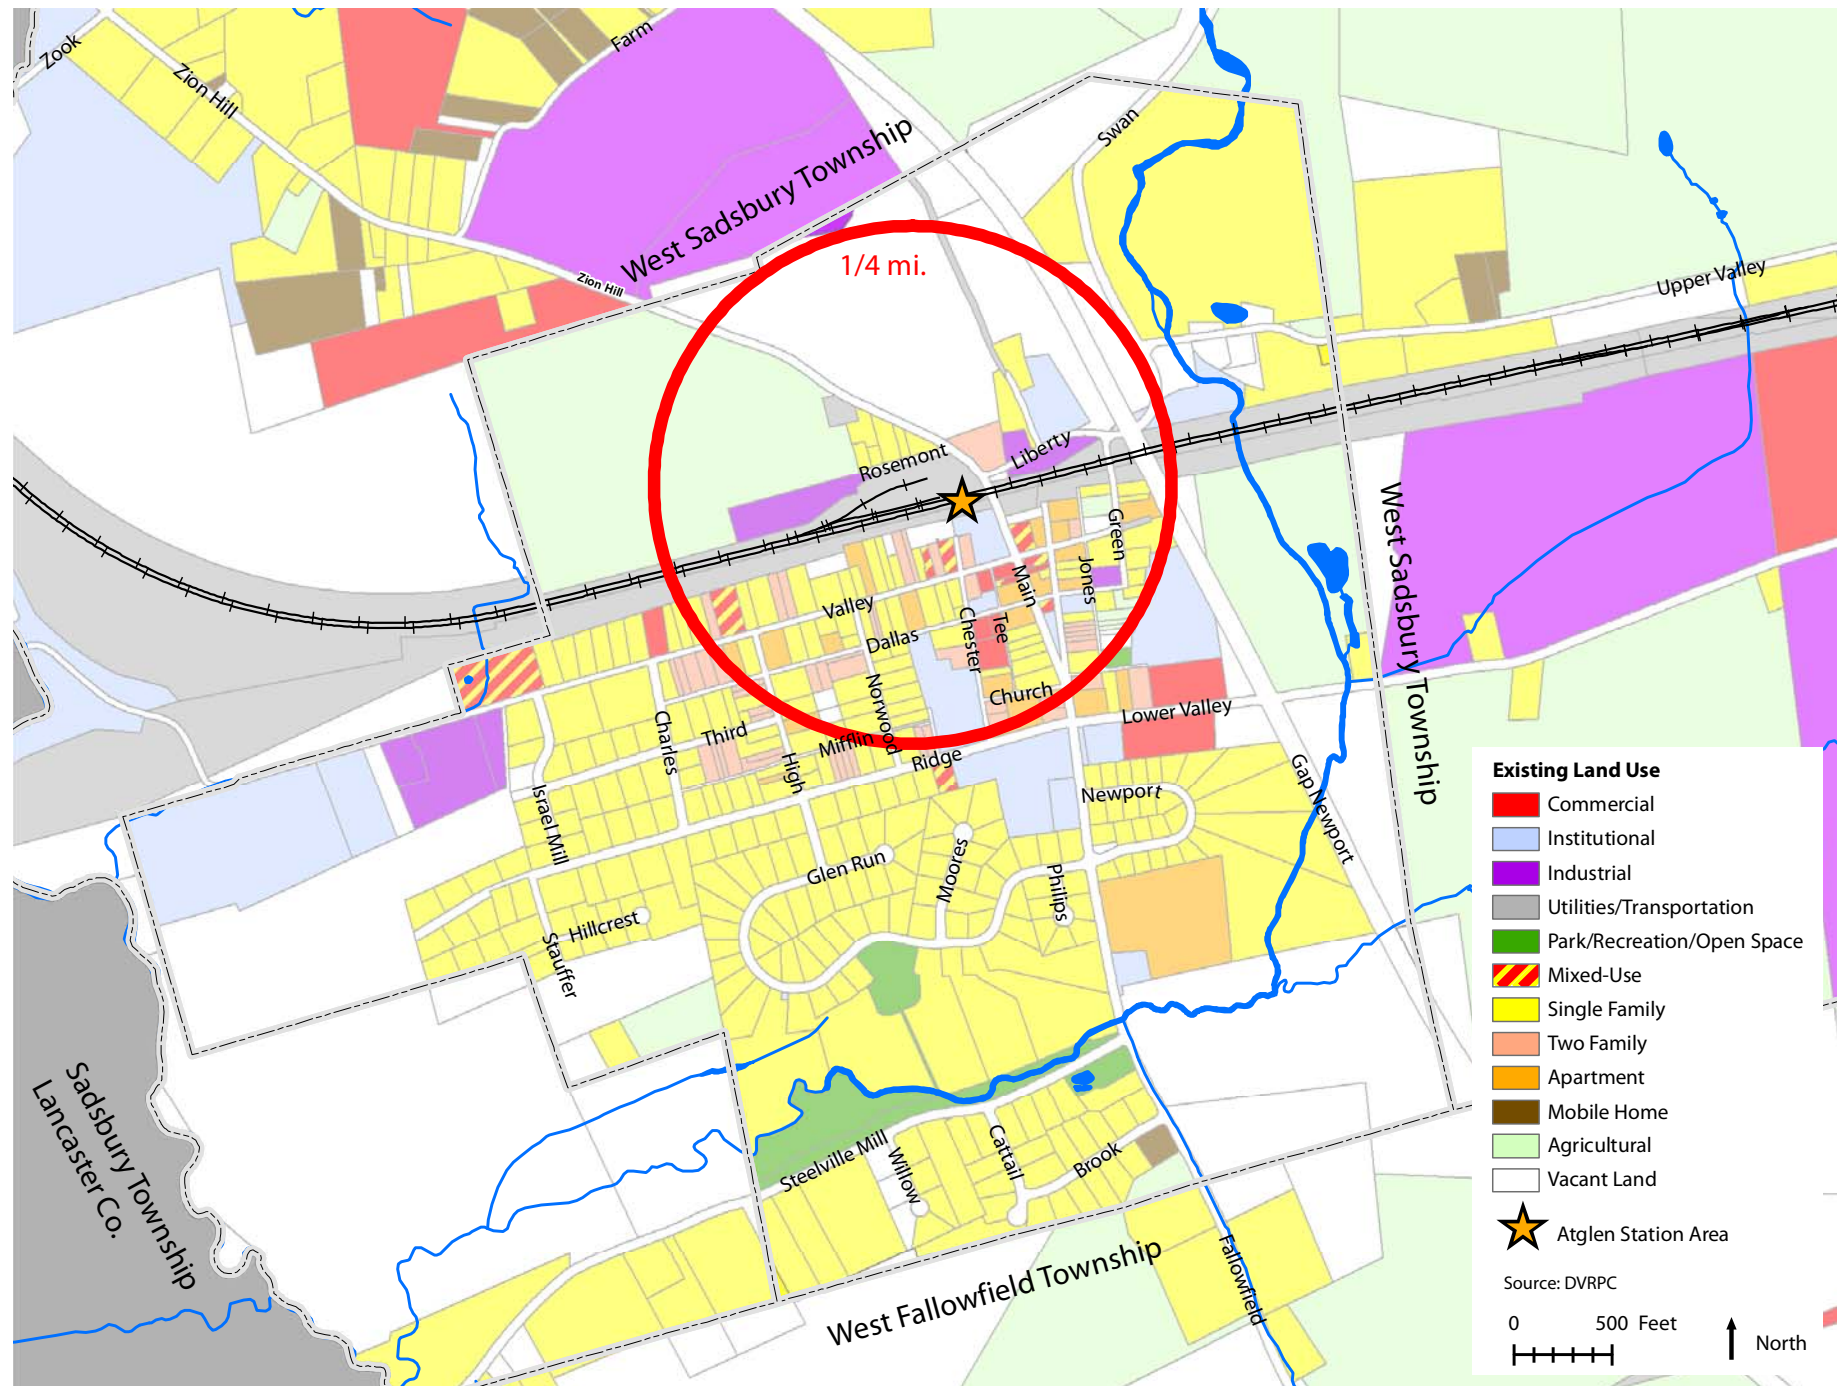 Zook
Zion Hill
Farm
West Sadsbury Township
Swan
1/4 mi.
Zion Hill
Upper Valley
Rosemont
Liberty
West Sadsbury Township
Green
Jones
Main
Tee
Chester
Valley
Dallas
Norwood
Church
Lower Valley
Charles
Third
High
Mifflin
Ridge
Newport
Gap Newport
Israel Mill
Glen Run
Moores
Philips
Hillcrest
Stauffer
Sadsbury Township
Lancaster Co.
Steelville Mill
Willow
Cattail
Brook
West Fallowfield Township
Fallowfield
Existing Land Use
Commercial
Institutional
Industrial
Utilities/Transportation
Park/Recreation/Open Space
Mixed-Use
Single Family
Two Family
Apartment
Mobile Home
Agricultural
Vacant Land
Atglen Station Area
Source: DVRPC
0 500 Feet
North